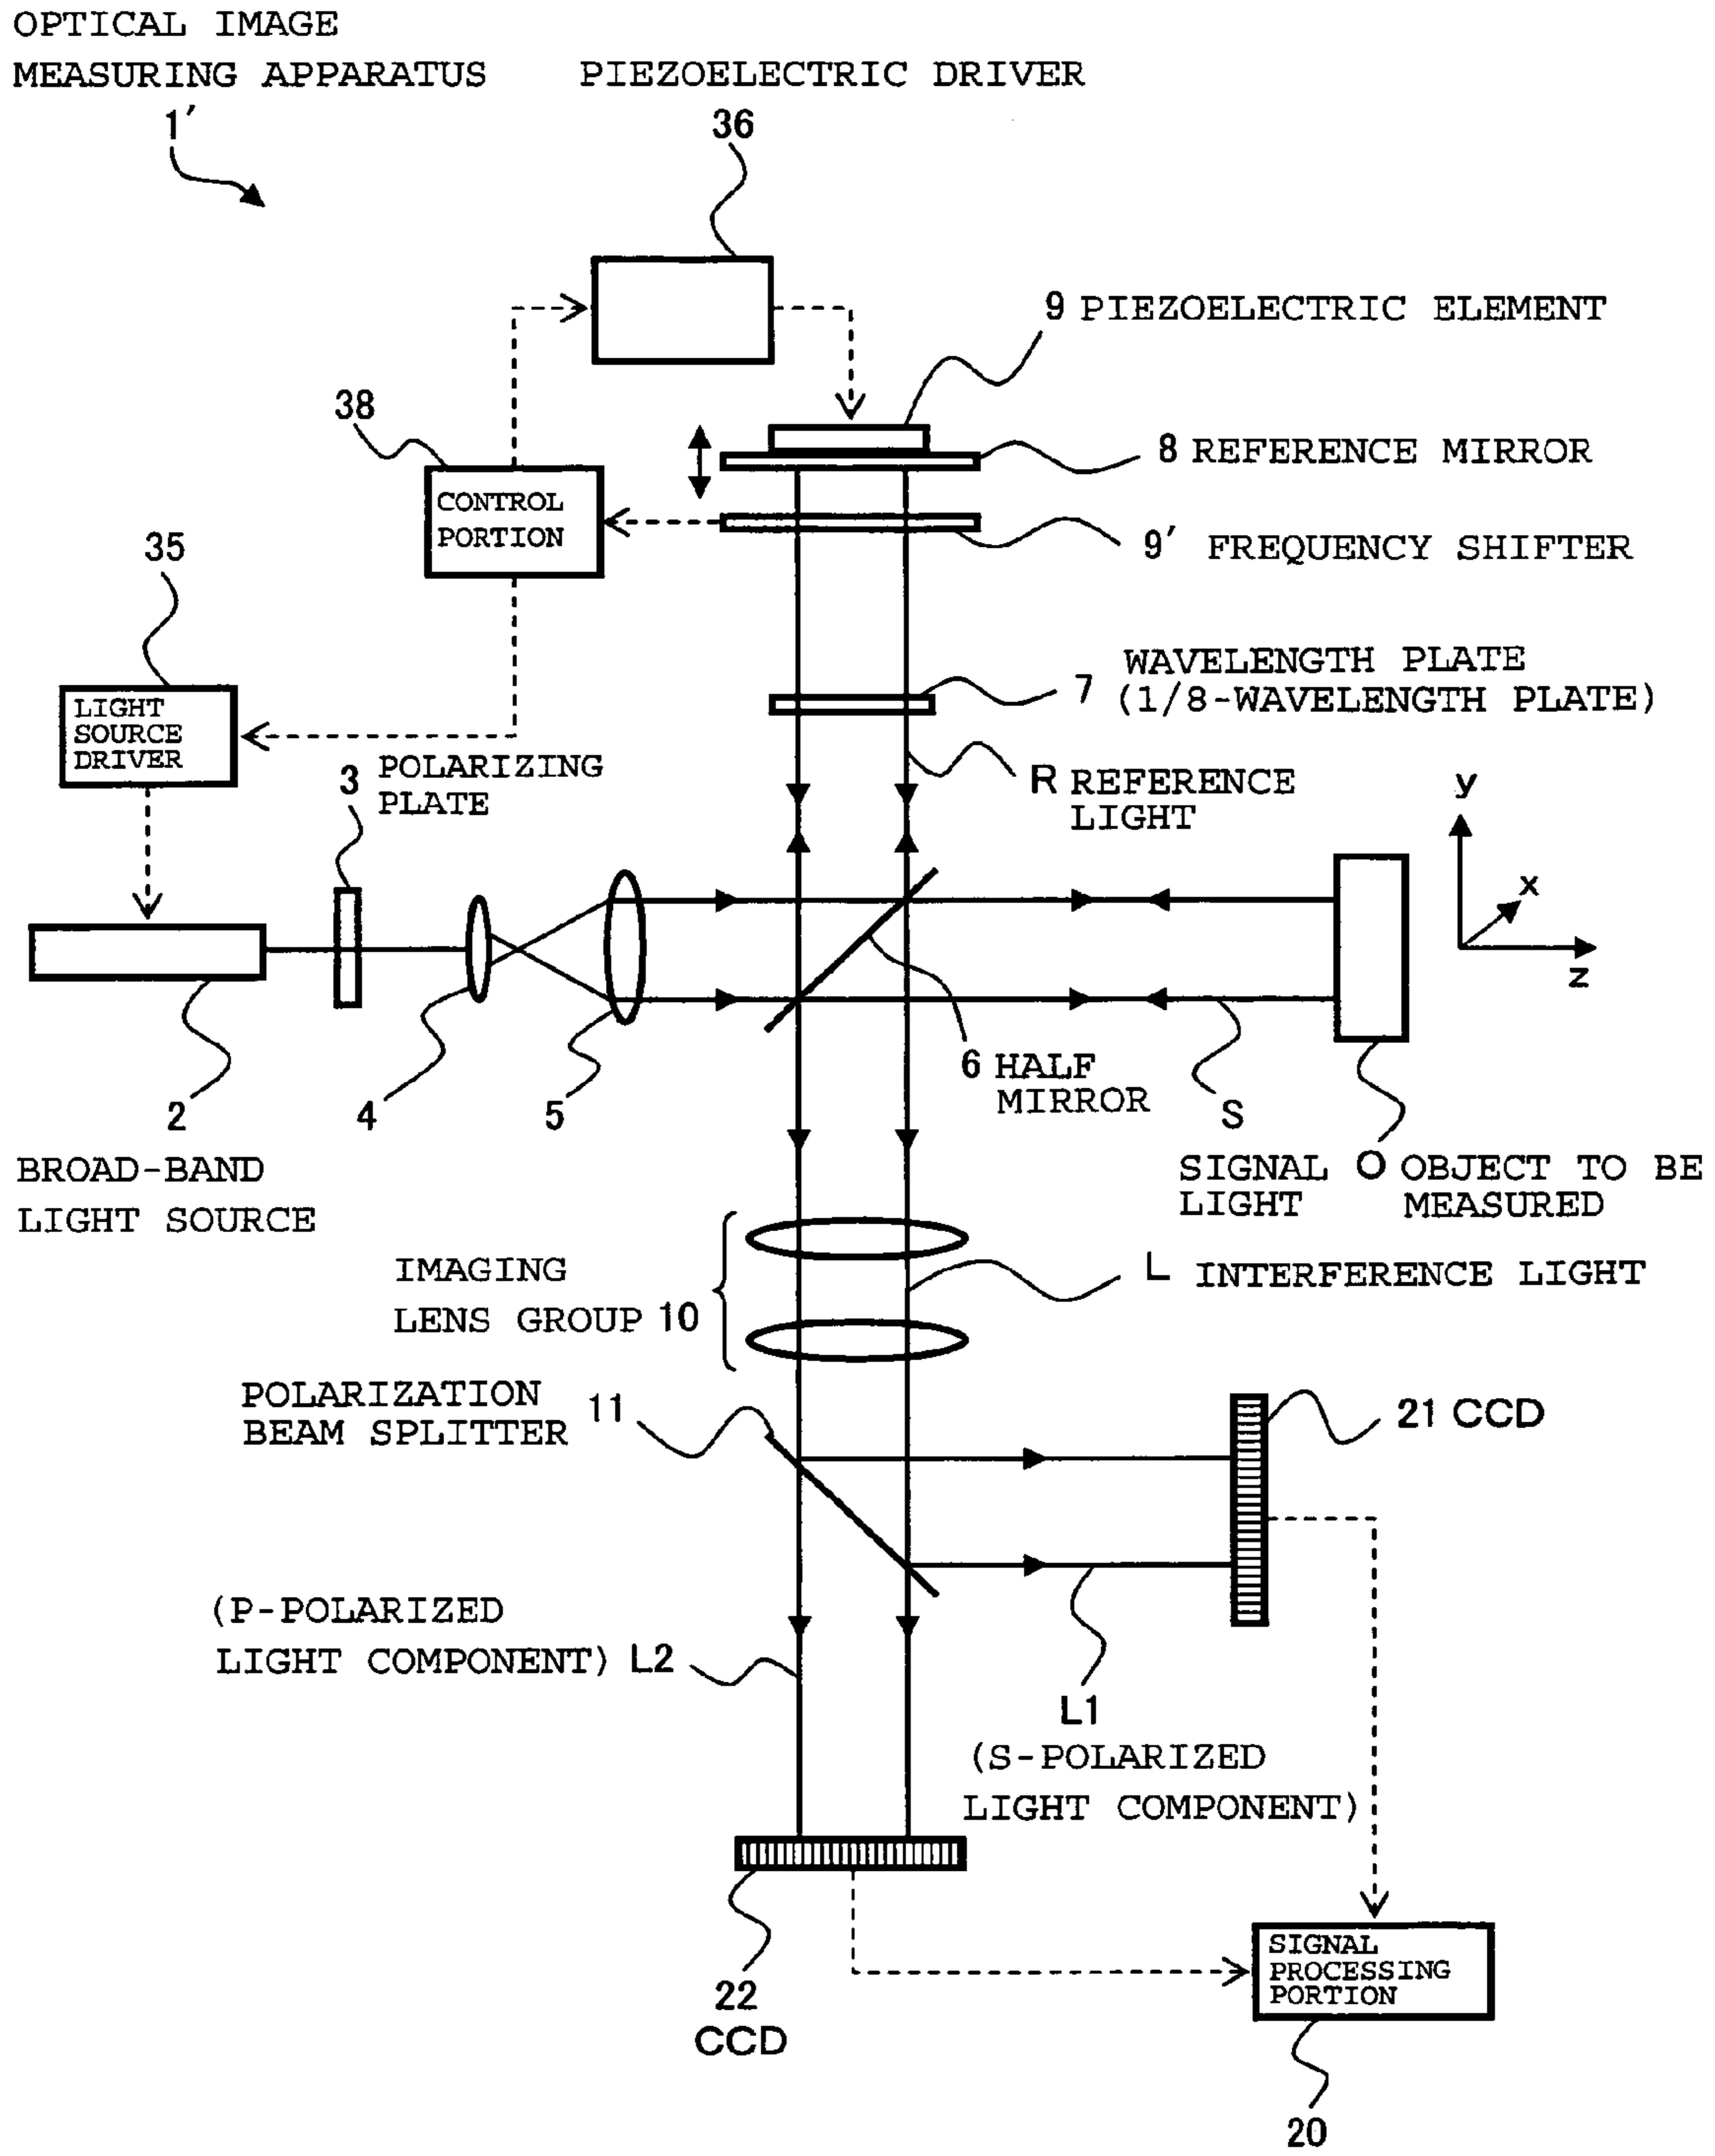 OPTICAL IMAGE
MEASURING APPARATUS
1′
PIEZOELECTRIC DRIVER
36
9 PIEZOELECTRIC ELEMENT
38
8 REFERENCE MIRROR
CONTROL
PORTION
9′ FREQUENCY SHIFTER
35
WAVELENGTH PLATE
7 (1/8-WAVELENGTH PLATE)
LIGHT
SOURCE
DRIVER
3 POLARIZING
PLATE
R REFERENCE
LIGHT
y
x
z
2
4
5
6 HALF
MIRROR
S
BROAD-BAND
LIGHT SOURCE
SIGNAL
LIGHT
O OBJECT TO BE
MEASURED
IMAGING
LENS GROUP 10
L INTERFERENCE LIGHT
POLARIZATION
BEAM SPLITTER
11
21 CCD
(P-POLARIZED
LIGHT COMPONENT) L2
L1
(S-POLARIZED
LIGHT COMPONENT)
22
CCD
SIGNAL
PROCESSING
PORTION
20